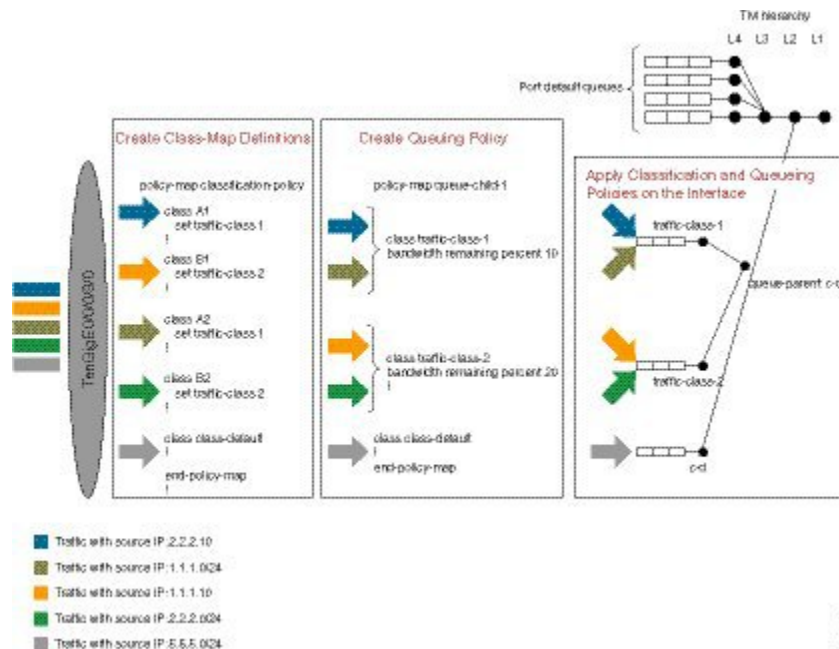 TM hierarchy
L4 L3 L2 L1
Port default queues
Create Class-Map Definitions
policy-map classification-policy
class A1
set traffic-class-1
!
class B1
set traffic-class-2
!
class A2
set traffic-class-1
!
class B2
set traffic-class-2
!
class class-default
!
end-policy-map
!
Create Queuing Policy
policy-map queue-child-1
class traffic-class-1
bandwidth remaining percent 10
!
class traffic-class-2
bandwidth remaining percent 20
!
class class-default
!
end-policy-map
Apply Classification and Queueing
Policies on the Interface
traffic-class-1
queue-parent c-d
traffic-class-2
c-d
TenGigE0/0/0/3/0
Traffic with source IP:2.2.2.10
Traffic with source IP:1.1.1.0/24
Traffic with source IP:1.1.1.10
Traffic with source IP:2.2.2.0/24
Traffic with source IP:5.5.5.0/24